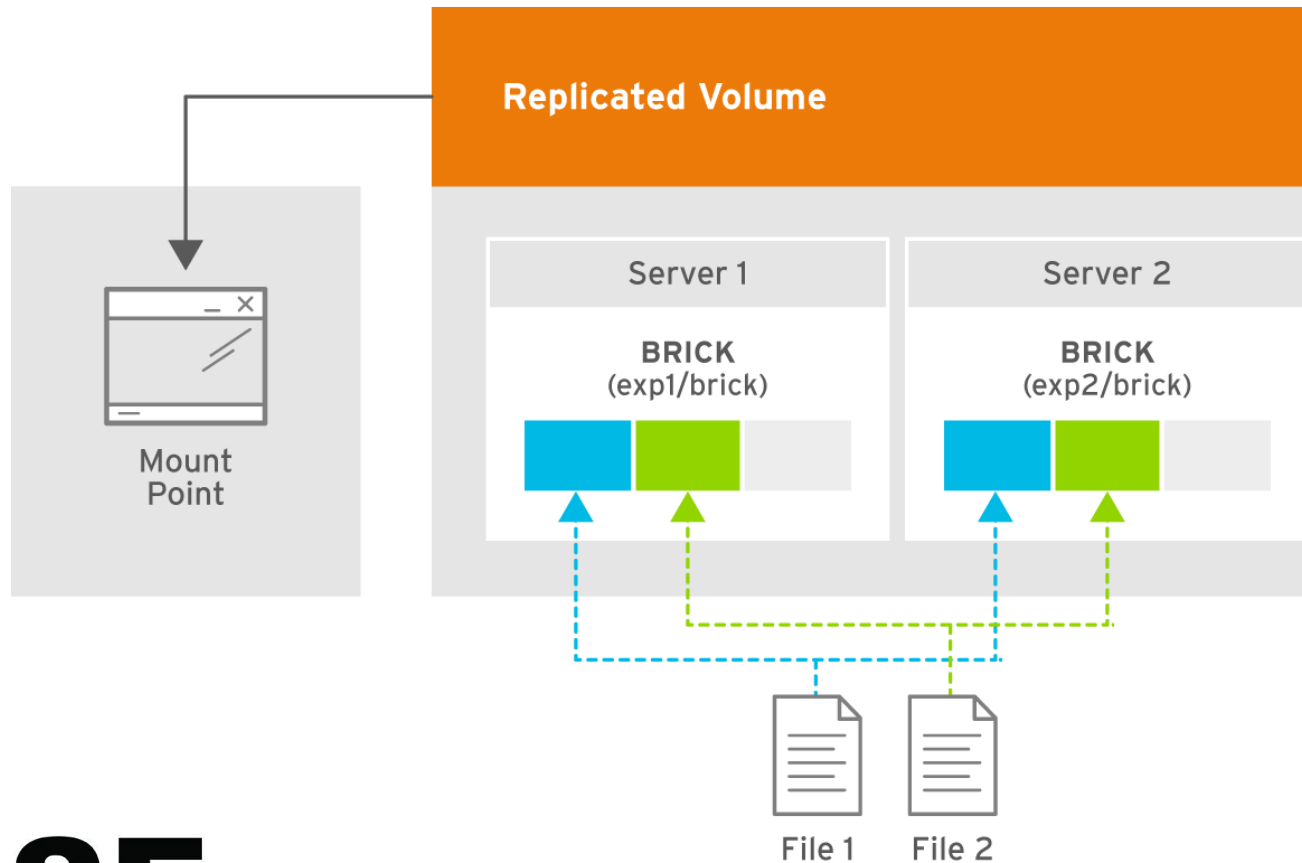 Replicated Volume
Server 1
Server 2
BRICK
(exp1/brick)
BRICK
(exp2/brick)
Mount
Point
File 1
File 2